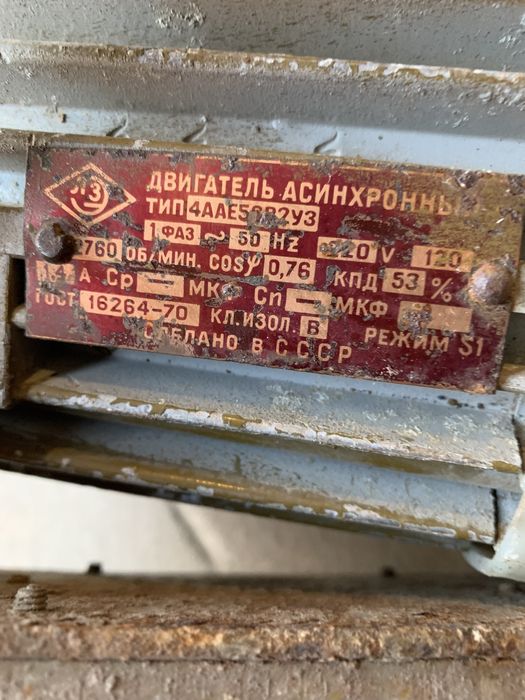 ДВИГАТЕЛЬ АСИНХРОННЫ
ТИП 4ААЕ56В2У3
1 ФАЗ ~ 50 Hz 220 V 120
2760 ОБ/МИН. COSφ 0,76 КПД 53 %
А Ср — МК Сп — МКФ
ГОСТ 16264-70 КЛ.ИЗОЛ. В РЕЖИМ S1
СДЕЛАНО В СССР